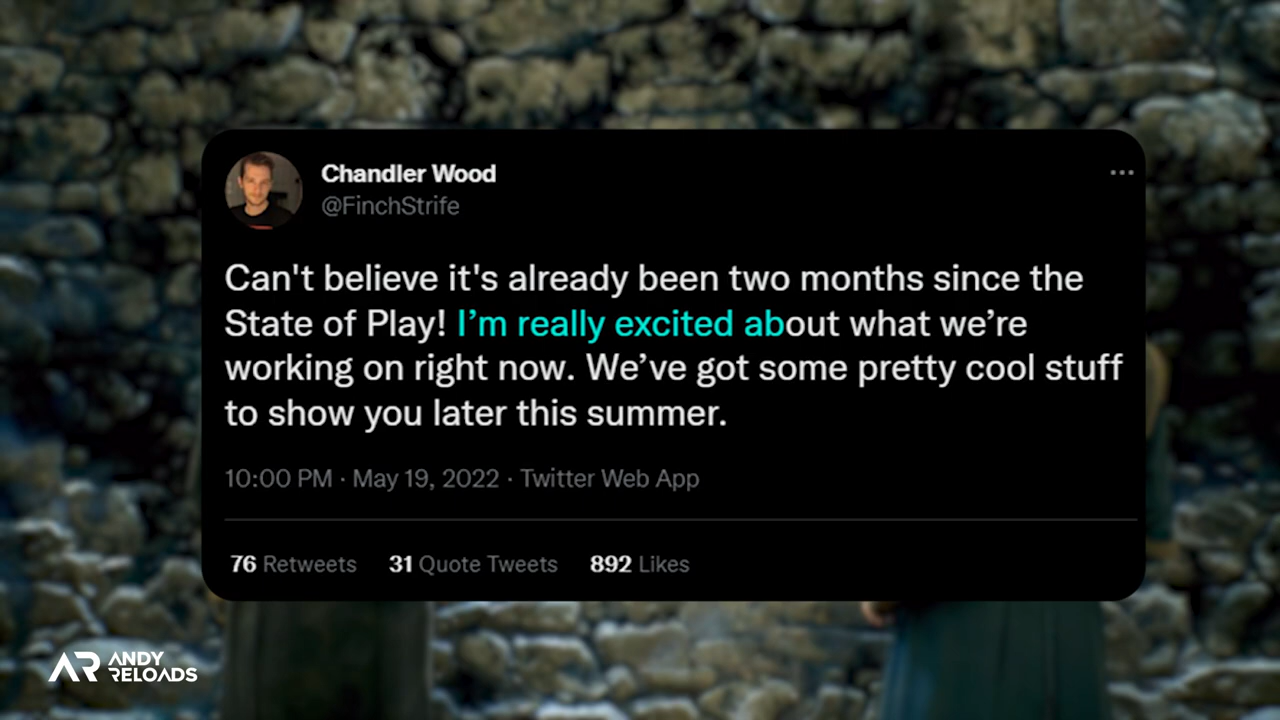 Chandler Wood
@FinchStrife
Can't believe it's already been two months since the
State of Play! I’m really excited about what we’re
working on right now. We’ve got some pretty cool stuff
to show you later this summer.
10:00 PM · May 19, 2022 · Twitter Web App
76 Retweets 31 Quote Tweets 892 Likes
AR ANDY
RELOADS